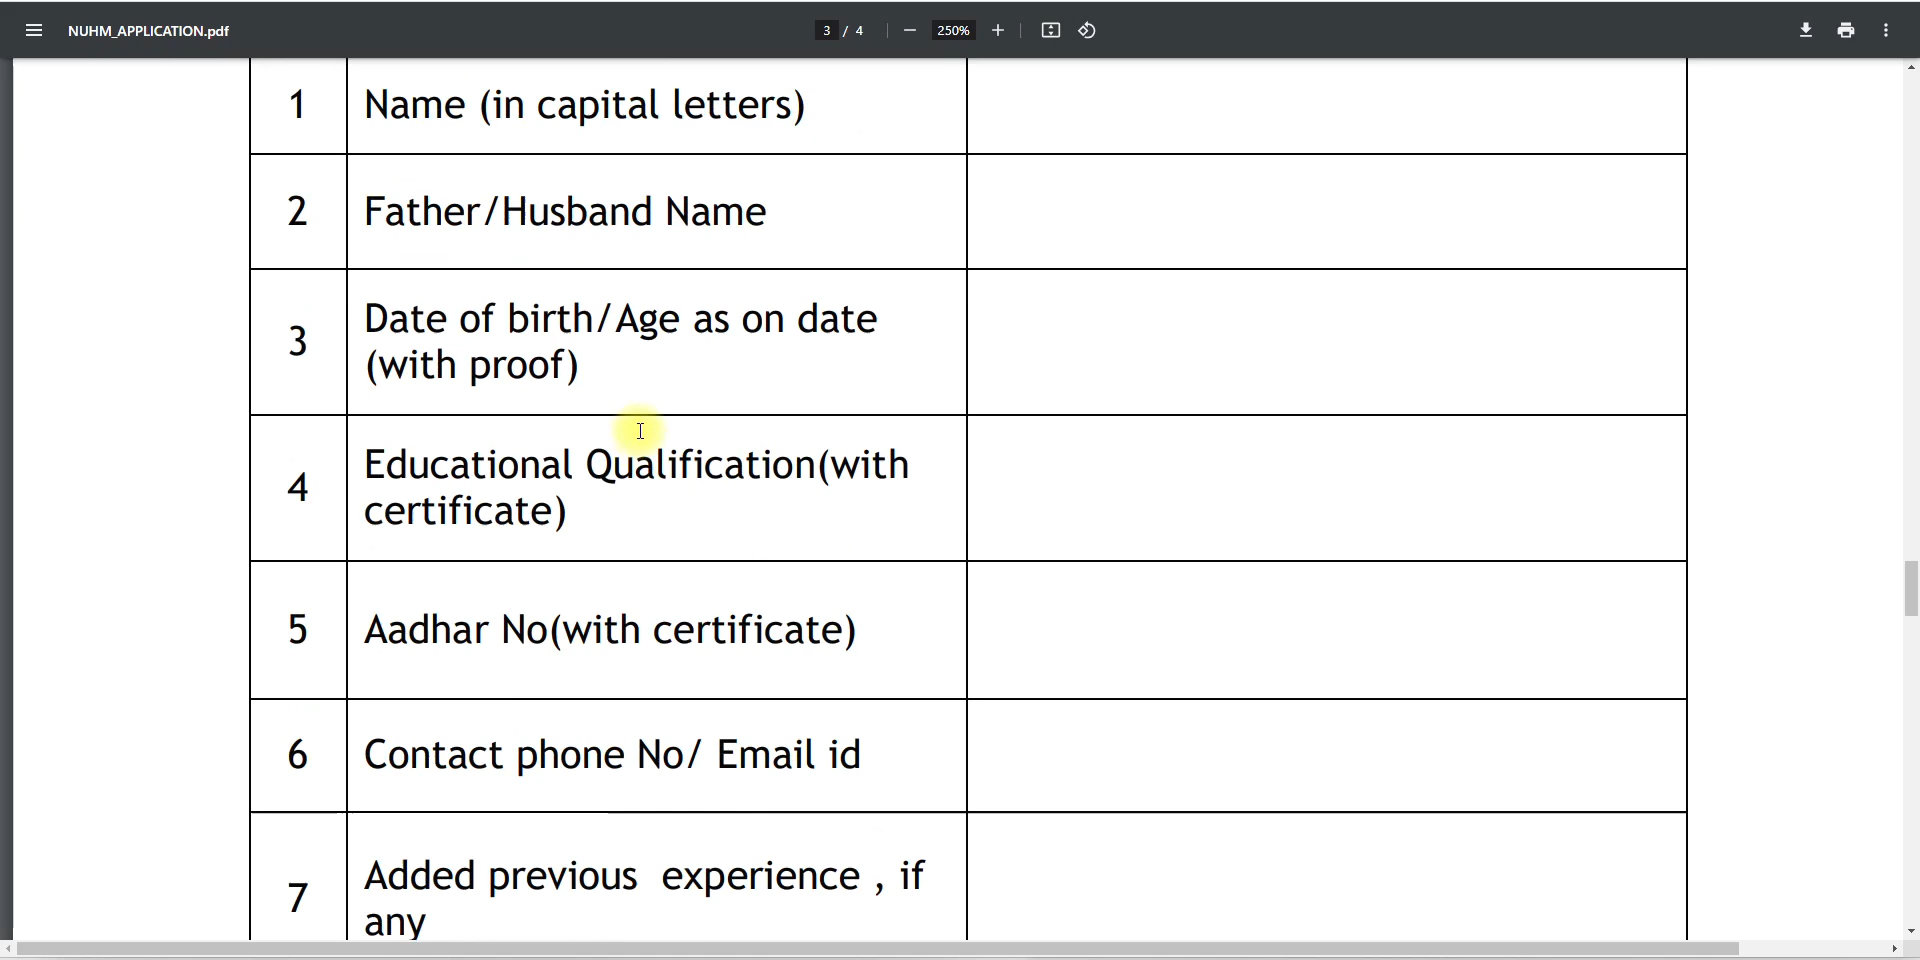 NUHM_APPLICATION.pdf 3 / 4 250%
1 Name (in capital letters)
2 Father/Husband Name
3 Date of birth/Age as on date
(with proof)
4 Educational Qualification(with
certificate)
5 Aadhar No(with certificate)
6 Contact phone No/ Email id
7 Added previous  experience , if
any